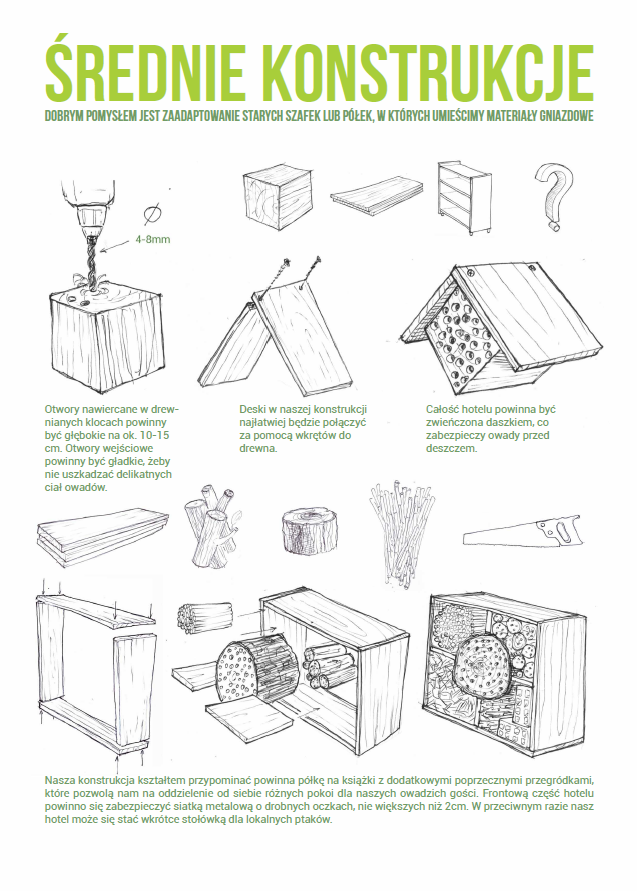 ŚREDNIE KONSTRUKCJE
DOBRYM POMYSŁEM JEST ZAADAPTOWANIE STARYCH SZAFEK LUB PÓŁEK, W KTÓRYCH UMIEŚCIMY MATERIAŁY GNIAZDOWE
?
Ø
4-8mm
Otwory nawiercane w drew-
nianych klocach powinny
być głębokie na ok. 10-15
cm. Otwory wejściowe
powinny być gładkie, żeby
nie uszkadzać delikatnych
ciał owadów.
Deski w naszej konstrukcji
najłatwiej będzie połączyć
za pomocą wkrętów do
drewna.
Całość hotelu powinna być
zwieńczona daszkiem, co
zabezpieczy owady przed
deszczem.
Nasza konstrukcja kształtem przypominać powinna półkę na książki z dodatkowymi poprzecznymi przegródkami,
które pozwolą nam na oddzielenie od siebie różnych pokoi dla naszych owadzich gości. Frontową część hotelu
powinno się zabezpieczyć siatką metalową o drobnych oczkach, nie większych niż 2cm. W przeciwnym razie nasz
hotel może się stać wkrótce stołówką dla lokalnych ptaków.